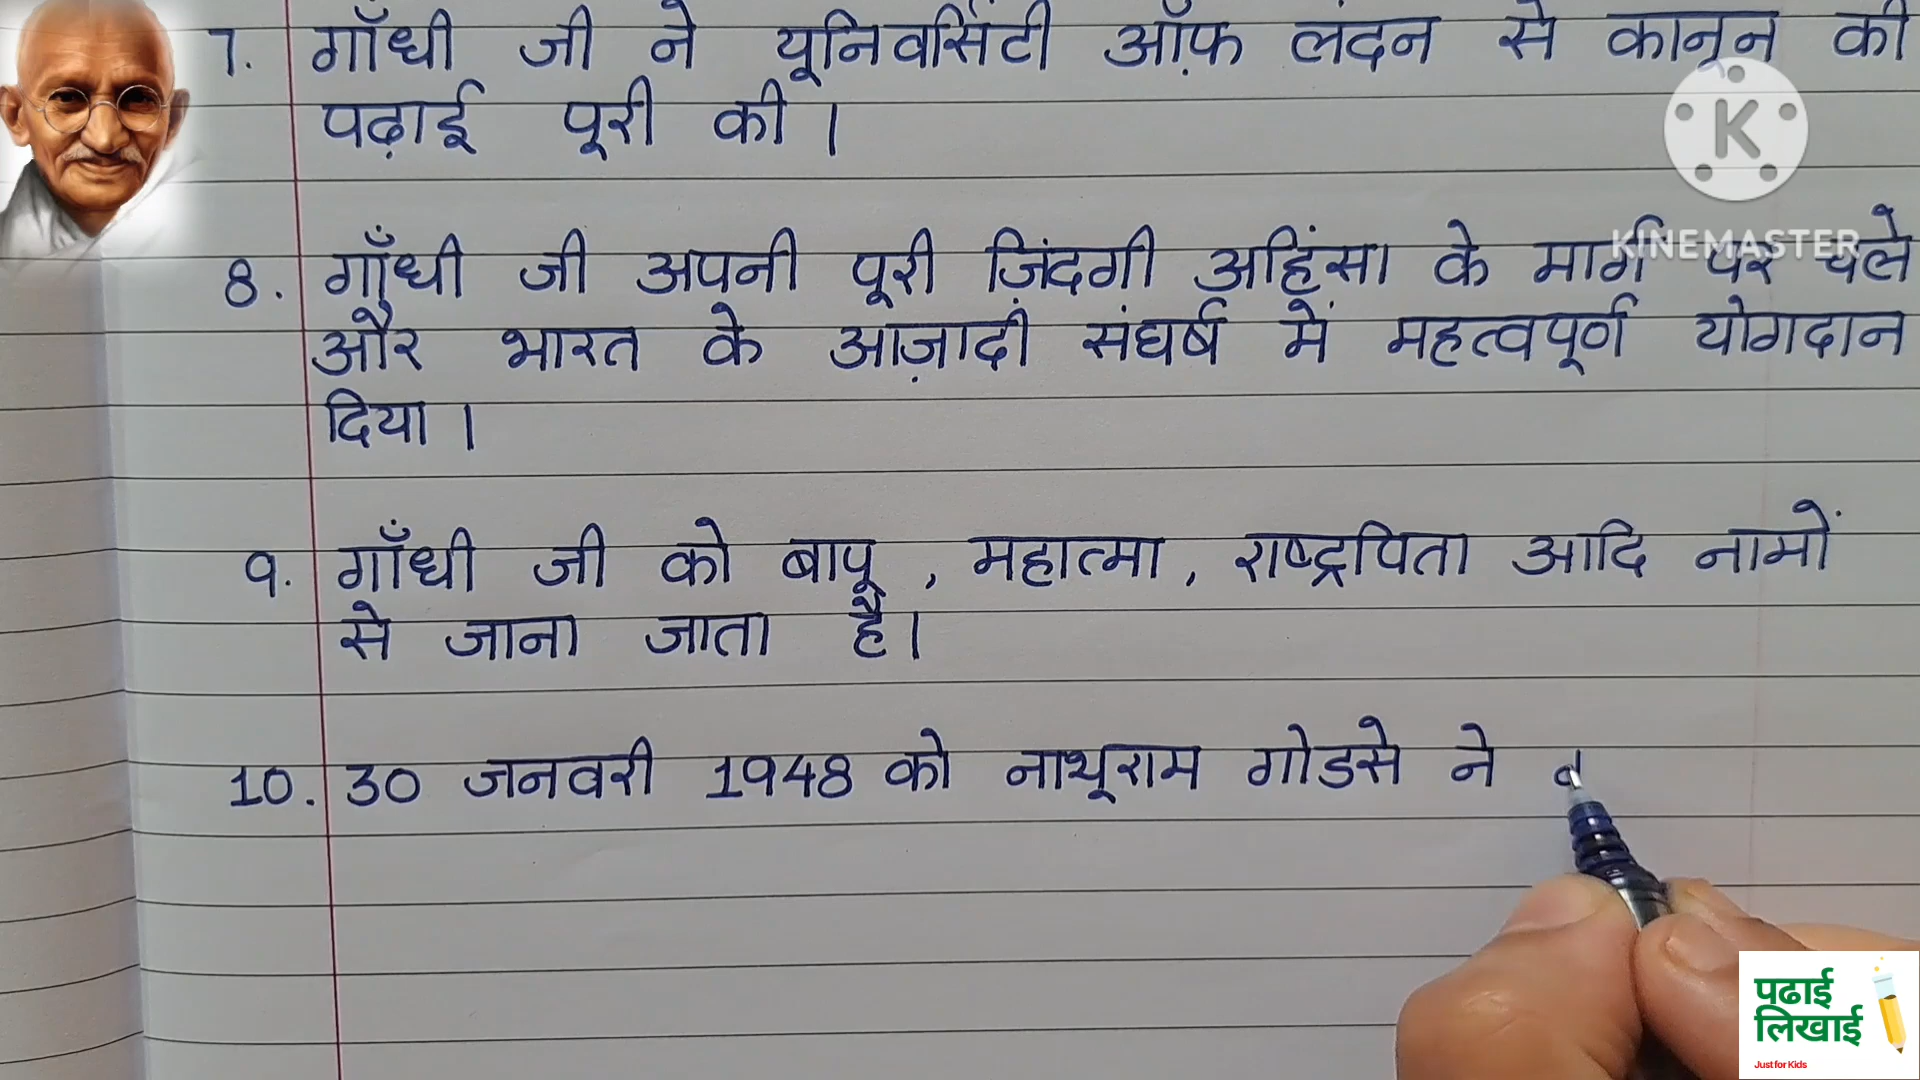 7. गाँधी जी ने यूनिवर्सिटी ऑफ़ लंदन से कानून की
पढ़ाई पूरी की।
8. गाँधी जी अपनी पूरी ज़िंदगी अहिंसा के मार्ग पर चले
और भारत के आज़ादी संघर्ष में महत्वपूर्ण योगदान
दिया।
9. गाँधी जी को बापू, महात्मा, राष्ट्रपिता आदि नामों
से जाना जाता है।
10. 30 जनवरी 1948 को नाथूराम गोडसे ने
K
KINEMASTER
पढाई
लिखाई
Just for Kids